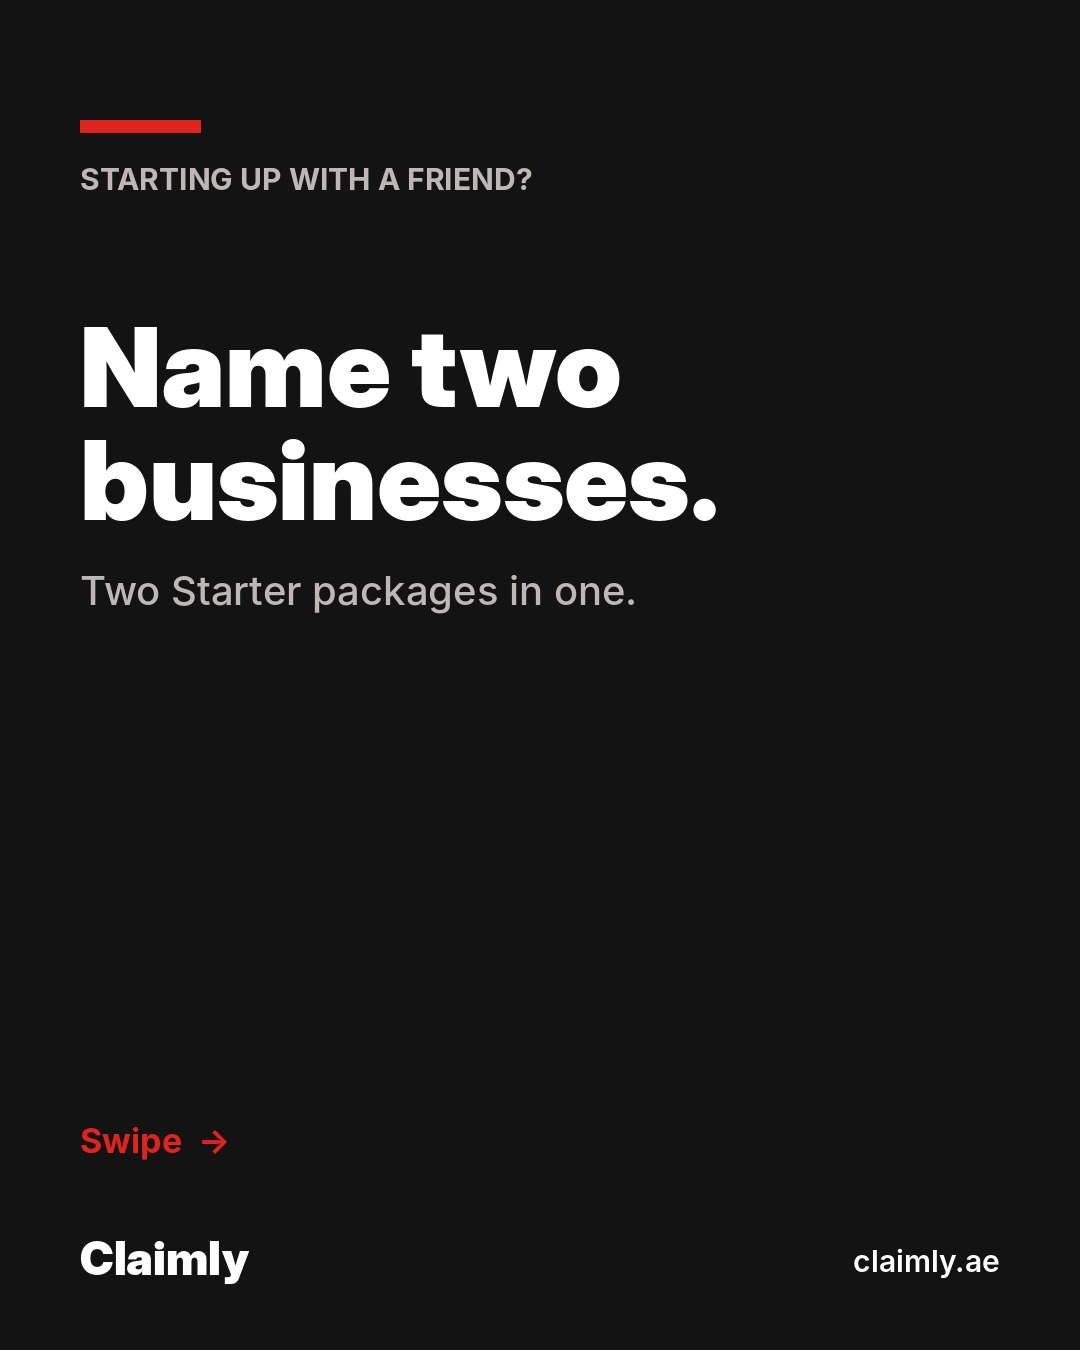 STARTING UP WITH A FRIEND?
Name two
businesses.
Two Starter packages in one.
Swipe →
Claimly
claimly.ae